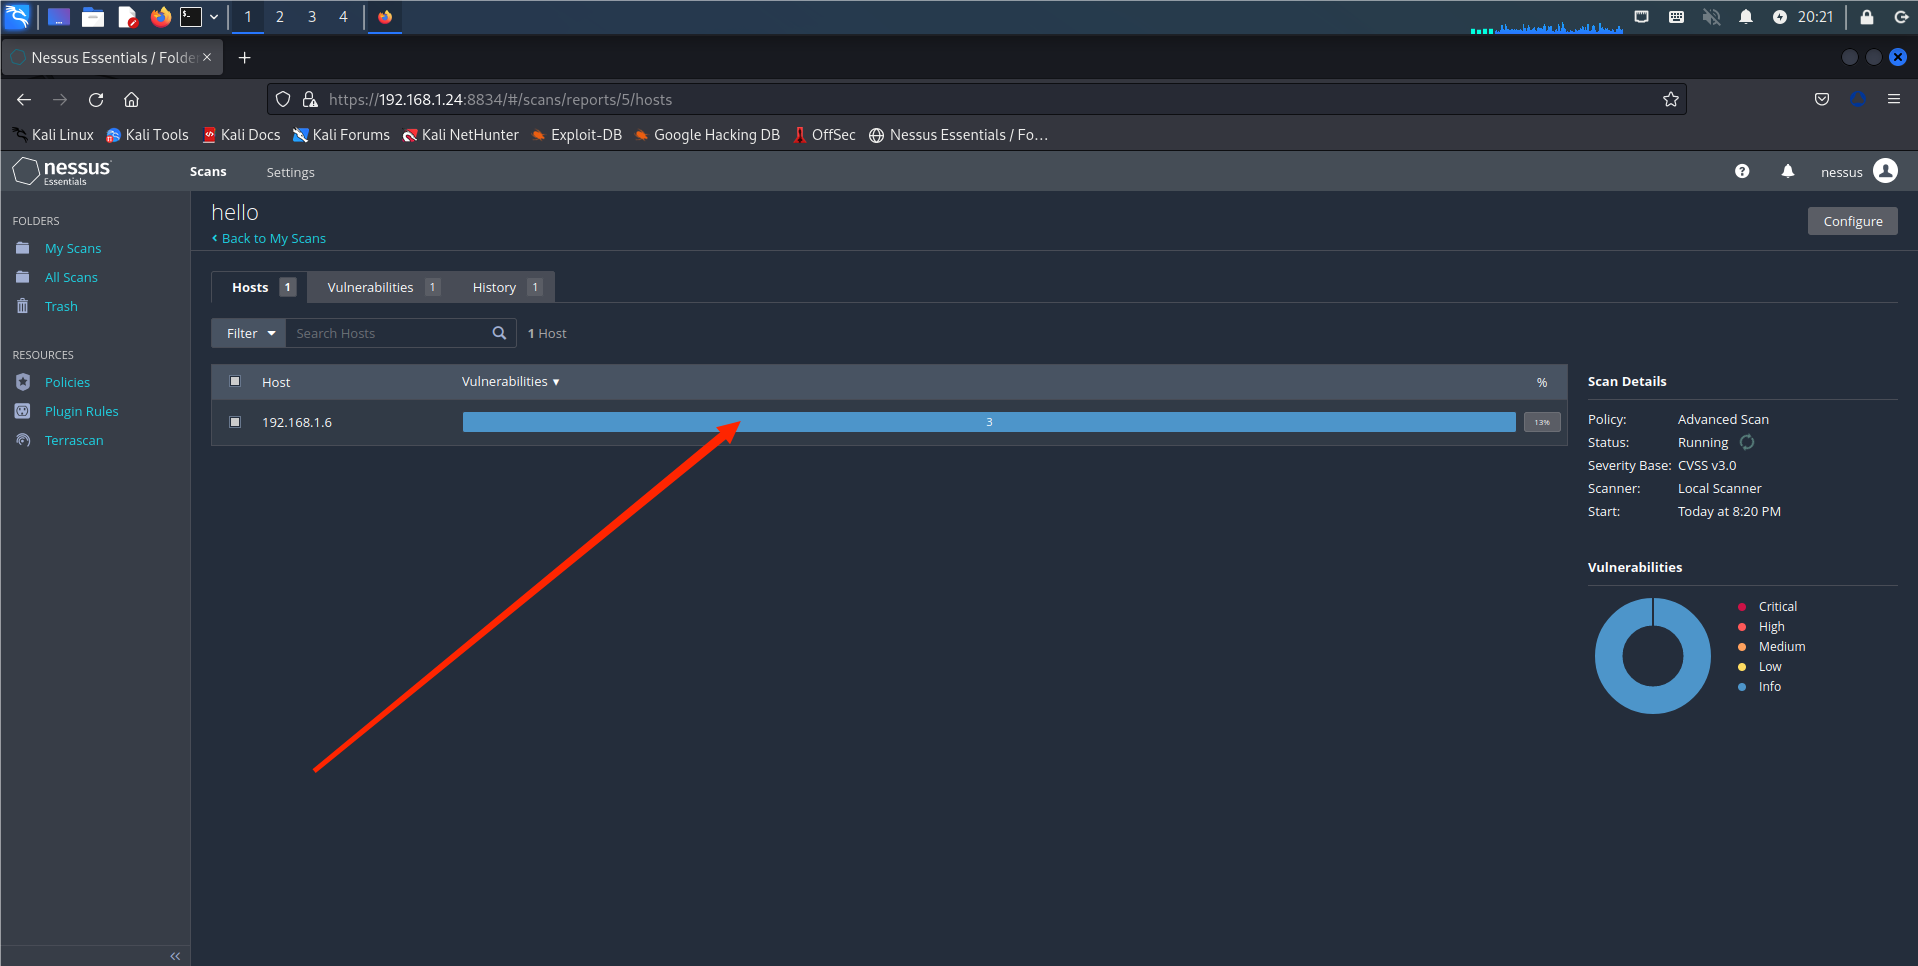 1 2 3 4 20:21
Nessus Essentials / Folde
https://192.168.1.24:8834/#/scans/reports/5/hosts
Kali Linux Kali Tools Kali Docs Kali Forums Kali NetHunter Exploit-DB Google Hacking DB OffSec Nessus Essentials / Fo…
nessus Essentials Scans Settings nessus
FOLDERS
My Scans
All Scans
Trash
RESOURCES
Policies
Plugin Rules
Terrascan
hello
Back to My Scans
Configure
Hosts 1 Vulnerabilities 1 History 1
Filter Search Hosts 1 Host
Host Vulnerabilities %
192.168.1.6 3 13%
Scan Details
Policy: Advanced Scan
Status: Running
Severity Base: CVSS v3.0
Scanner: Local Scanner
Start: Today at 8:20 PM
Vulnerabilities
Critical
High
Medium
Low
Info